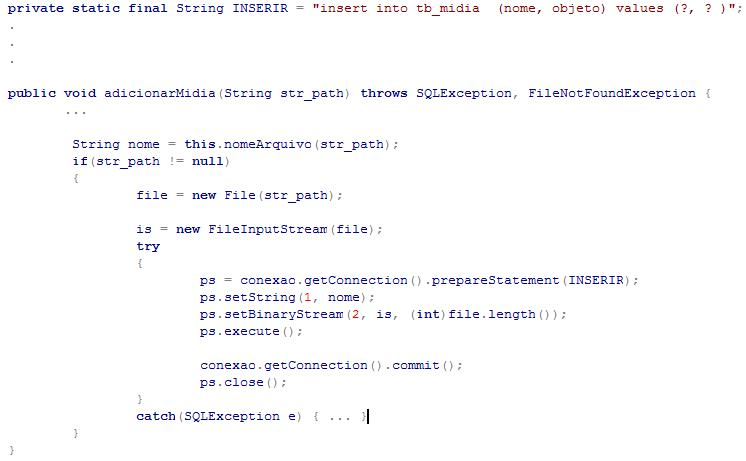 private static final String INSERIR = "insert into tb_midia  (nome, objeto) values (?, ? )";
.
.
.
public void adicionarMidia(String str_path) throws SQLException, FileNotFoundException {
...
String nome = this.nomeArquivo(str_path);
if(str_path != null)
{
file = new File(str_path);
is = new FileInputStream(file);
try
{
ps = conexao.getConnection().prepareStatement(INSERIR);
ps.setString(1, nome);
ps.setBinaryStream(2, is, (int)file.length());
ps.execute();
conexao.getConnection().commit();
ps.close();
}
catch(SQLException e) { ... }
}
}